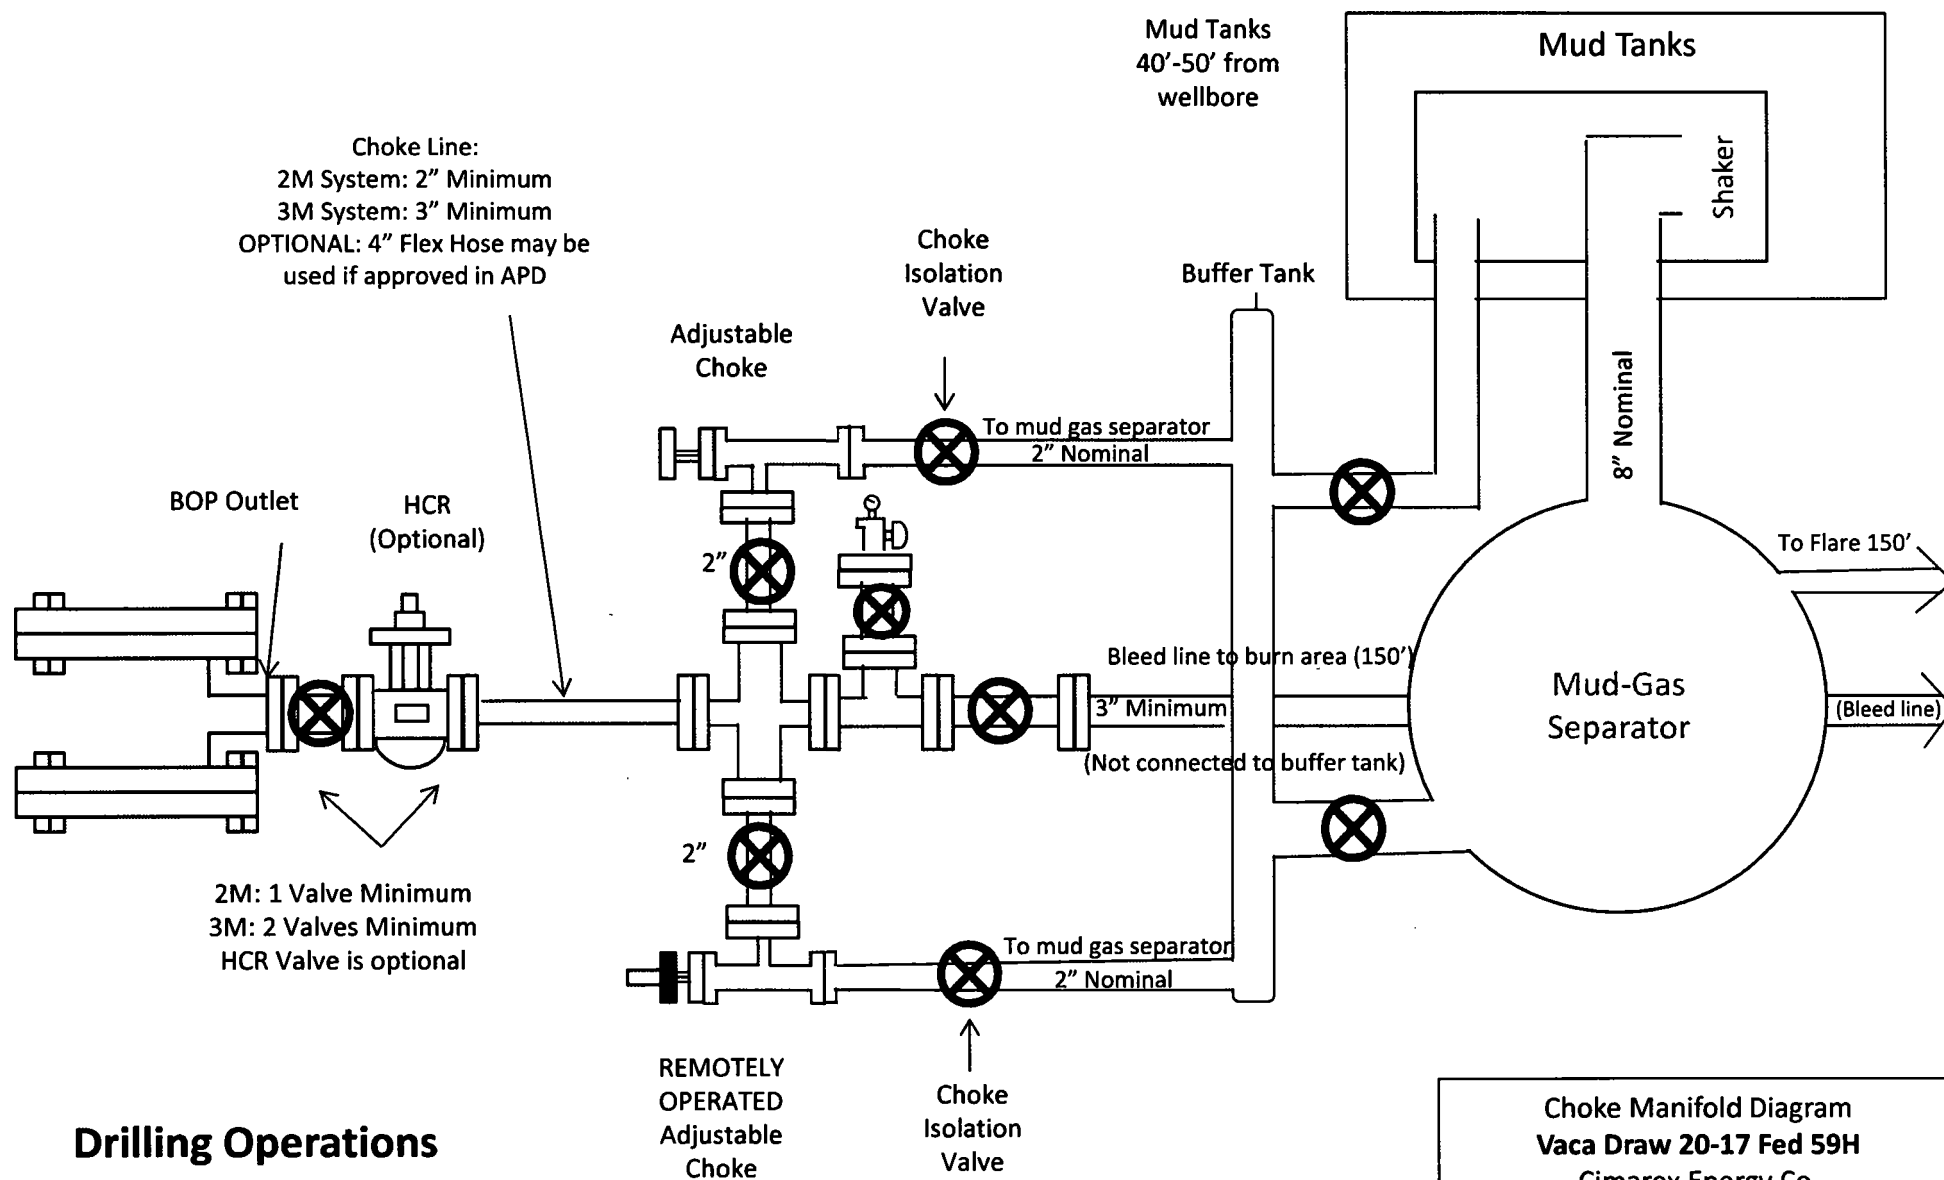 Mud Tanks
40’-50’ from
wellbore
Mud Tanks
Shaker
Choke Line:
2M System: 2” Minimum
3M System: 3” Minimum
OPTIONAL: 4” Flex Hose may be
used if approved in APD
Choke
Isolation
Valve
Buffer Tank
Adjustable
Choke
8” Nominal
To mud gas separator
2” Nominal
BOP Outlet
HCR
(Optional)
2”
To Flare 150’
Bleed line to burn area (150’)
3” Minimum
(Not connected to buffer tank)
Mud-Gas
Separator
(Bleed line)
2”
2M: 1 Valve Minimum
3M: 2 Valves Minimum
HCR Valve is optional
To mud gas separator
2” Nominal
REMOTELY
OPERATED
Adjustable
Choke
Choke
Isolation
Valve
Drilling Operations
Choke Manifold Diagram
Vaca Draw 20-17 Fed 59H
Cimarex Energy Co